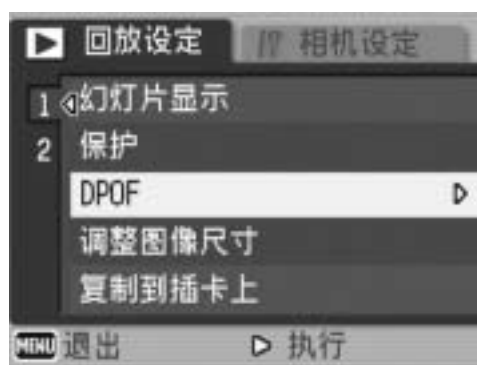 回放设定 相机设定
1 幻灯片显示
2 保护
DPOF
调整图像尺寸
复制到插卡上
MENU 退出 执行